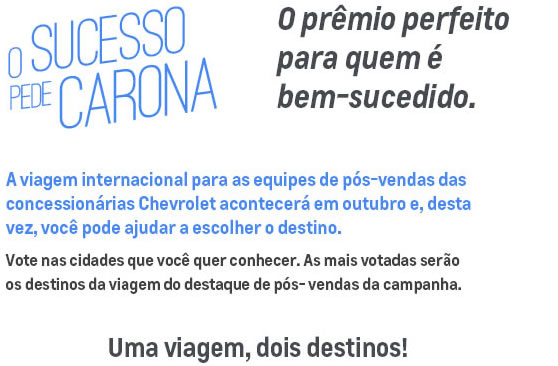 O SUCESSO
PEDE CARONA
O prêmio perfeito
para quem é
bem-sucedido.
A viagem internacional para as equipes de pós-vendas das
concessionárias Chevrolet acontecerá em outubro e, desta
vez, você pode ajudar a escolher o destino.
Vote nas cidades que você quer conhecer. As mais votadas serão
os destinos da viagem do destaque de pós- vendas da campanha.
Uma viagem, dois destinos!